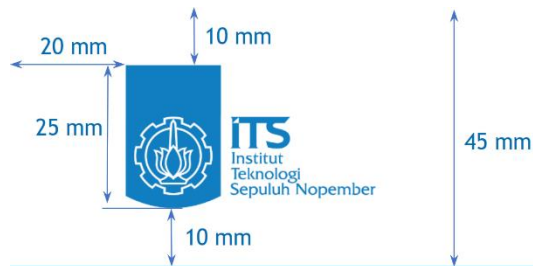 10 mm
20 mm
25 mm
iTS
Institut
Teknologi
Sepuluh Nopember
45 mm
10 mm